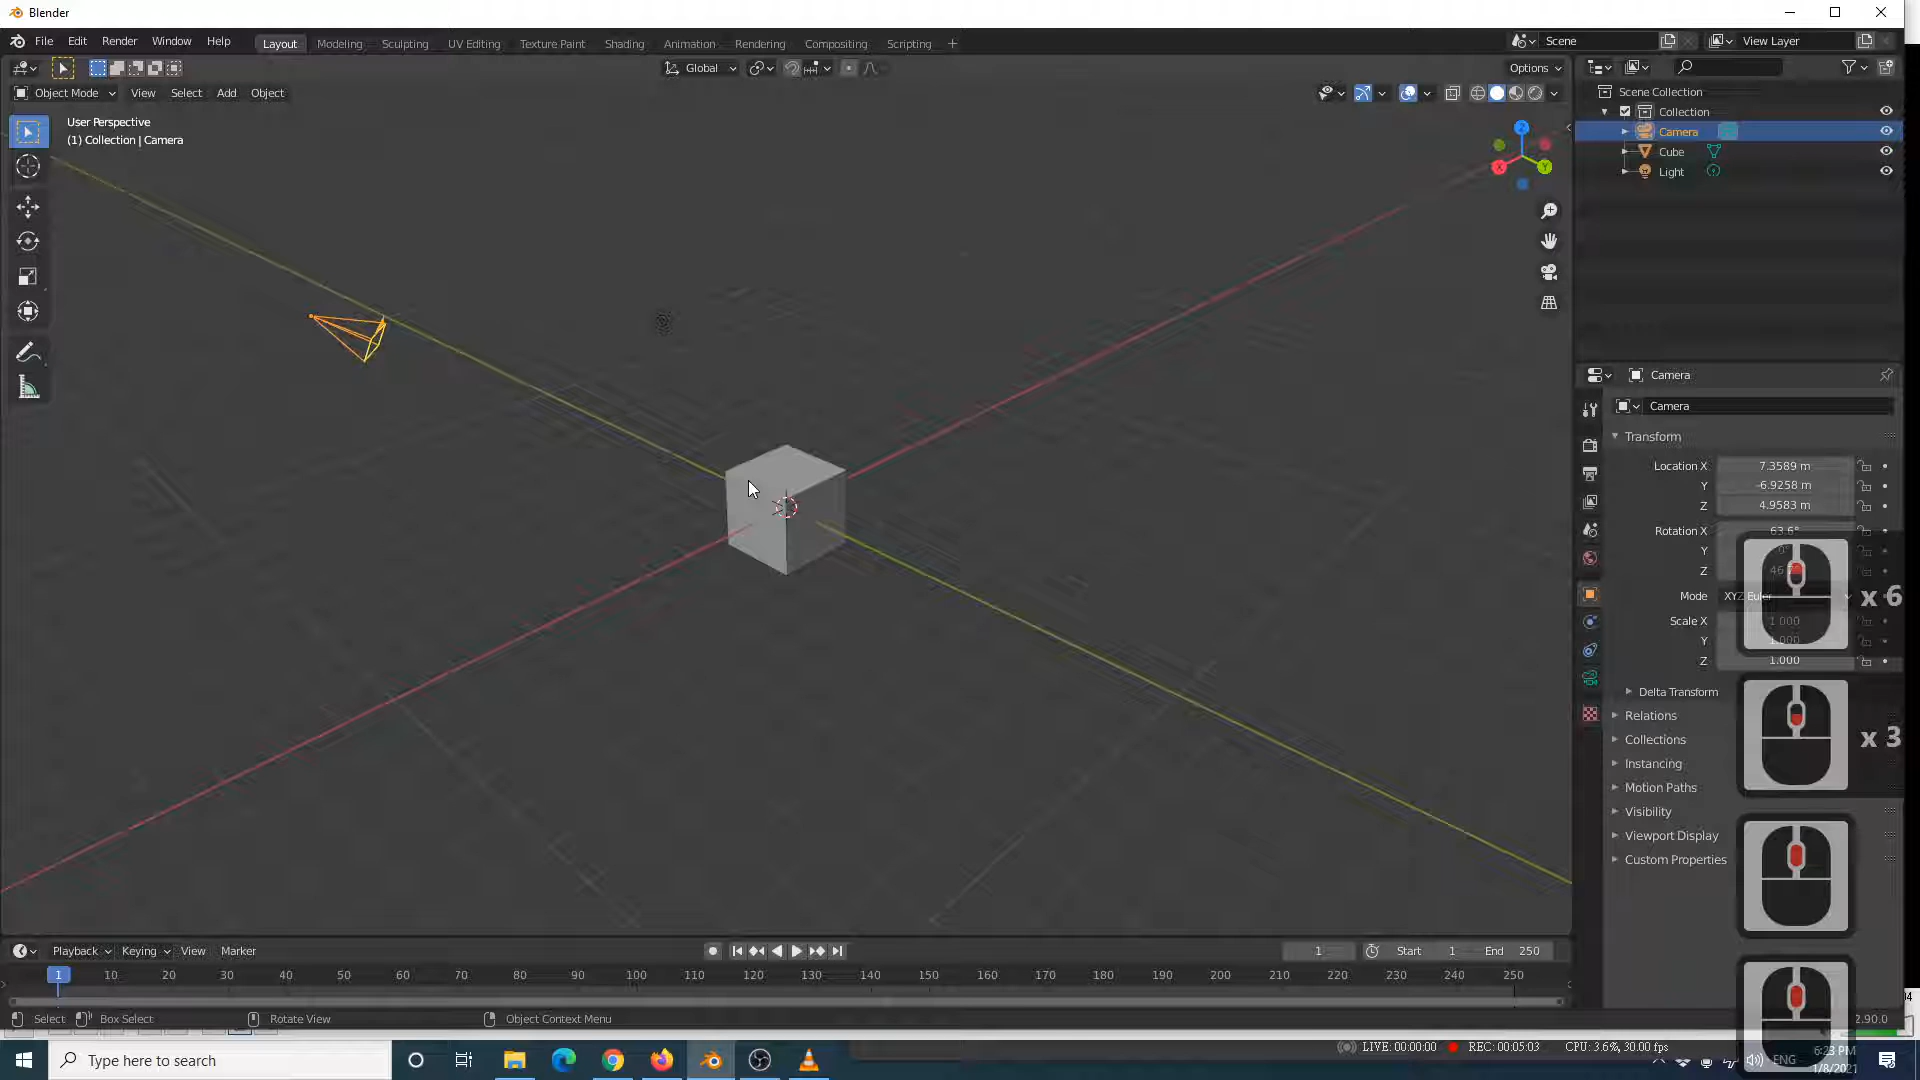 Blender
File Edit Render Window Help Layout Modeling Sculpting UV Editing Texture Paint Shading Animation Rendering Compositing Scripting Scene View Layer
Global Options
Object Mode View Select Add Object
User Perspective
(1) Collection | Camera
Z
X
Y
Scene Collection
Collection
Camera
Cube
Light
Camera
Camera
Transform
Location X 7.3589 m
Y -6.9258 m
Z 4.9583 m
Rotation X 63.6°
Y
Z 46
Mode XYZ Euler
Scale X 1.000
Y 1.000
Z 1.000
Delta Transform
Relations
Collections
Instancing
Motion Paths
Visibility
Viewport Display
Custom Properties
x 6
x 3
Playback Keying View Marker 1 Start 1 End 250
1 10 20 30 40 50 60 70 80 90 100 110 120 130 140 150 160 170 180 190 200 210 220 230 240 250
Select Box Select Rotate View Object Context Menu 2.90.0
Type here to search
LIVE: 00:00:00 REC: 00:05:03 CPU: 3.6%, 30.00 fps
ENG
6:23 PM
1/8/2021